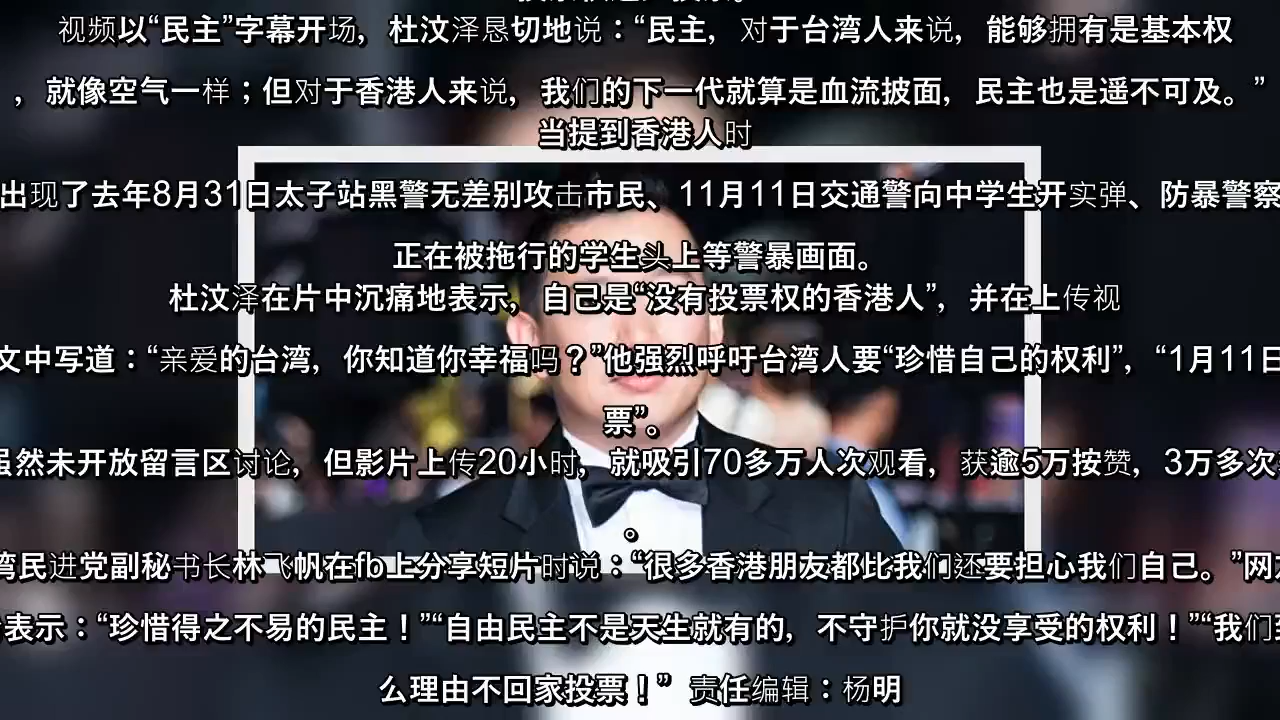 视频以“民主”字幕开场，杜汶泽恳切地说：“民主，对于台湾人来说，能够拥有是基本权
，就像空气一样；但对于香港人来说，我们的下一代就算是血流披面，民主也是遥不可及。”
当提到香港人时
出现了去年8月31日太子站黑警无差别攻击市民、11月11日交通警向中学生开实弹、防暴警察
正在被拖行的学生头上等警暴画面。
杜汶泽在片中沉痛地表示，自己是“没有投票权的香港人”，并在上传视
文中写道：“亲爱的台湾，你知道你幸福吗？”他强烈呼吁台湾人要“珍惜自己的权利”，“1月11日
票”。
虽然未开放留言区讨论，但影片上传20小时，就吸引70多万人次观看，获逾5万按赞，3万多次
。
湾民进党副秘书长林飞帆在fb上分享短片时说：“很多香港朋友都比我们还要担心我们自己。”网
表示：“珍惜得之不易的民主！”“自由民主不是天生就有的，不守护你就没享受的权利！”“我们
么理由不回家投票！” 责任编辑：杨明